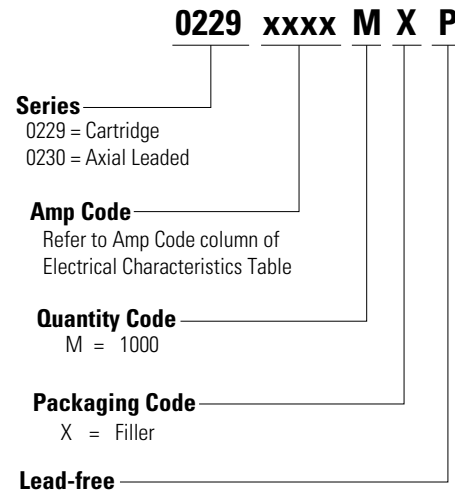 0229 xxxx M X P
Series
0229 = Cartridge
0230 = Axial Leaded
Amp Code
Refer to Amp Code column of
Electrical Characteristics Table
Quantity Code
M = 1000
Packaging Code
X = Filler
Lead-free